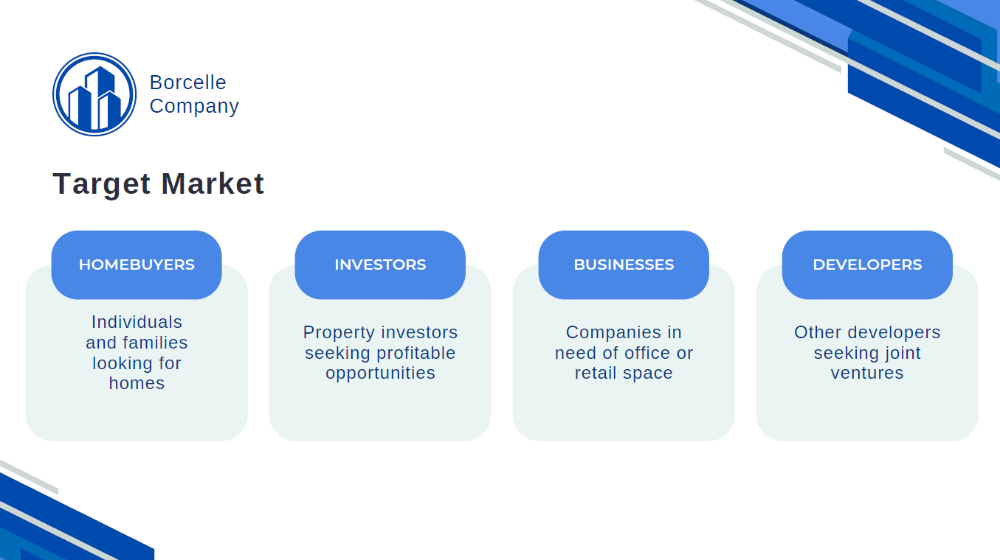 Borcelle
Company
Target Market
HOMEBUYERS
Individuals
and families
looking for
homes
INVESTORS
Property investors
seeking profitable
opportunities
BUSINESSES
Companies in
need of office or
retail space
DEVELOPERS
Other developers
seeking joint
ventures